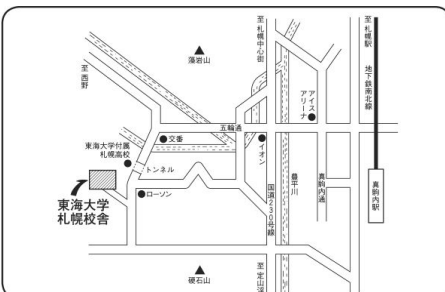 至札幌中心街
至札幌駅
地下鉄南北線
藻岩山
至西野
アイス
アリーナ
五輪通
交番
イオン
東海大学付属
札幌高校
トンネル
東海大学
札幌校舎
ローソン
国道230号線
豊平川
真駒内通
真駒内駅
硬石山
至定山渓